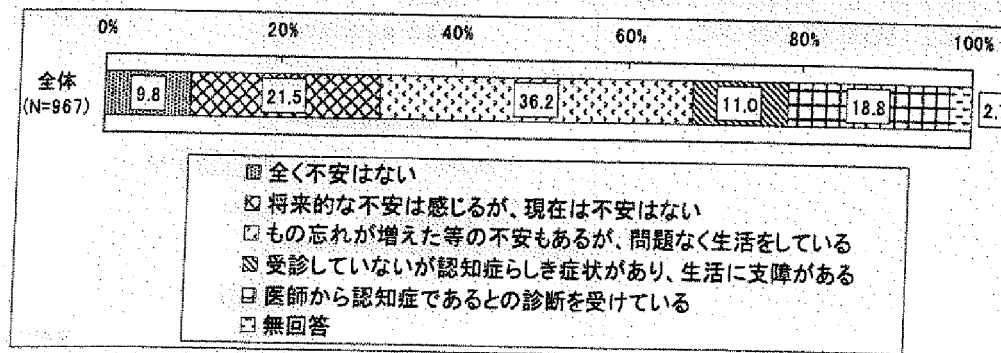 0% 20% 40% 60% 80% 100%
全体
(N=967)
9.8 21.5 36.2 11.0 18.8 2.
全く不安はない
将来的な不安は感じるが、現在は不安はない
もの忘れが増えた等の不安もあるが、問題なく生活をしている
受診していないが認知症らしき症状があり、生活に支障がある
医師から認知症であるとの診断を受けている
無回答